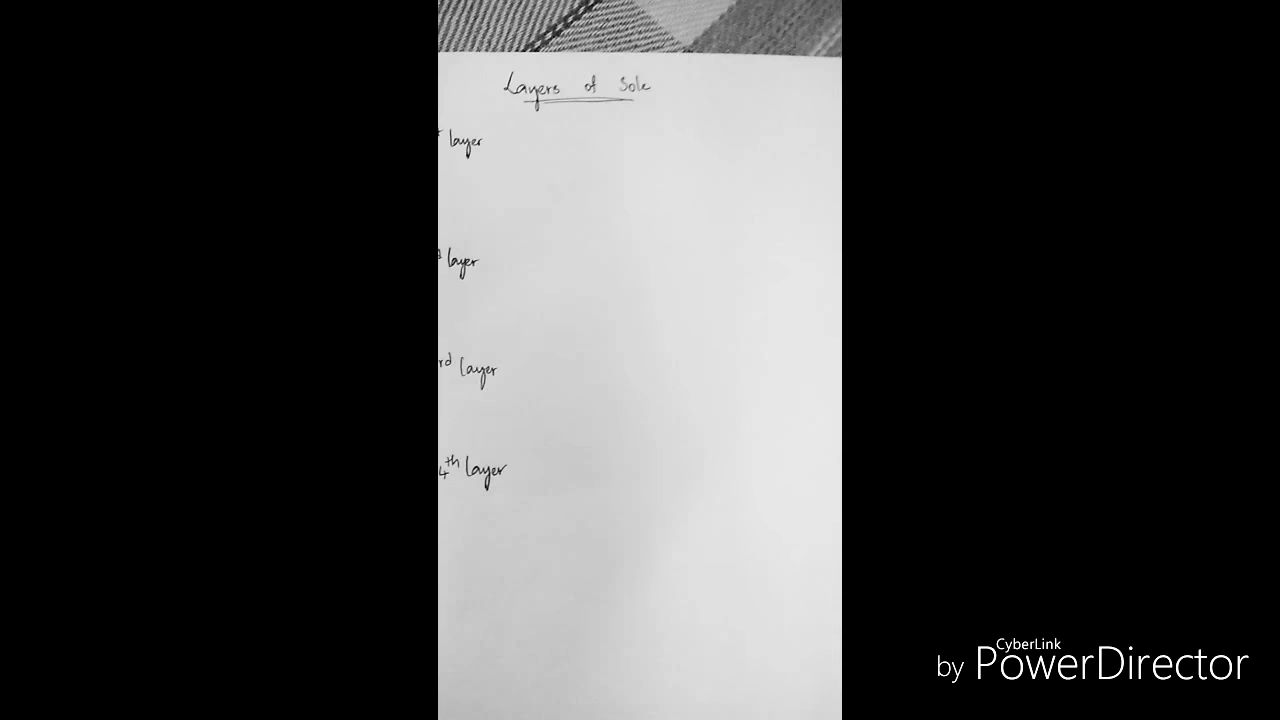 Layers of Sole
layer
layer
rd layer
4th layer
CyberLink
by PowerDirector